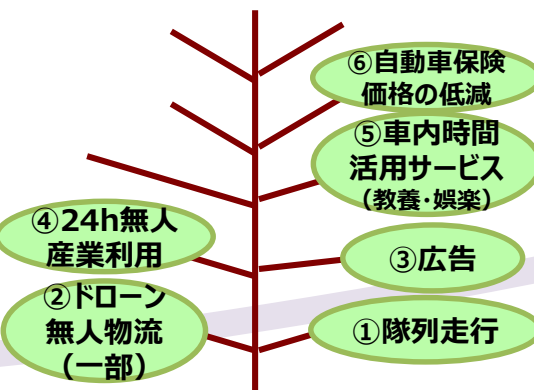 ⑥自動車保険
価格の低減
⑤車内時間
活用サービス
(教養・娯楽)
④24h無人
産業利用
③広告
②ドローン
無人物流
(一部)
①隊列走行